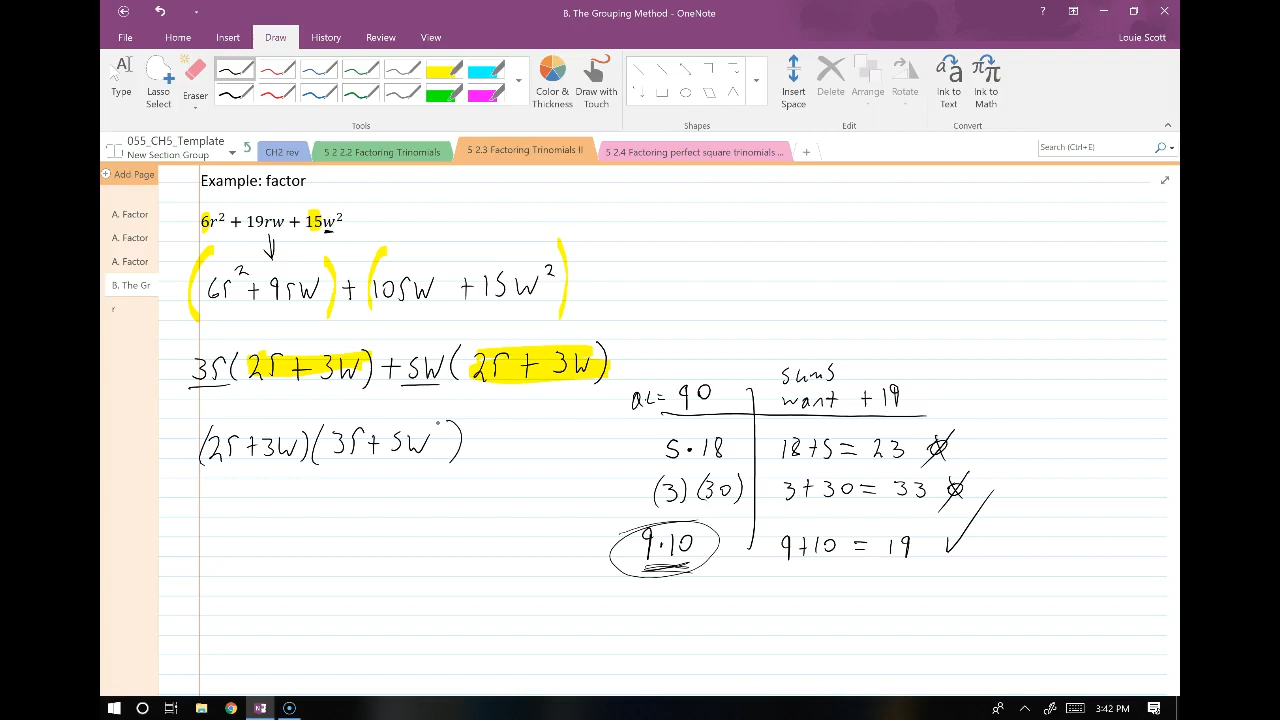 B. The Grouping Method - OneNote
?
File Home Insert Draw History Review View
Louie Scott
Type
Lasso Select
Eraser
Color & Thickness
Draw with Touch
Insert Space
Delete
Arrange
Rotate
Ink to Text
Ink to Math
Tools Shapes Edit Convert
055_CH5_Template
New Section Group
CH2 rev
5 2 2.2 Factoring Trinomials
5 2.3 Factoring Trinomials II
5 2.4 Factoring perfect square trinomials ...
+
Search (Ctrl+E)
Add Page
A. Factor
A. Factor
A. Factor
B. The Gr
r
Example: factor
6r² + 19rw + 15w²
(6r² + 9rw) + (10rw + 15w²)
3r(2r + 3w) + 5w(2r + 3w)
(2r + 3w)(3r + 5w)
ac = 90
sums
want + 19
5 · 18 18 + 5 = 23
(3)(30) 3 + 30 = 33
9 · 10 9 + 10 = 19 ✓
3:42 PM